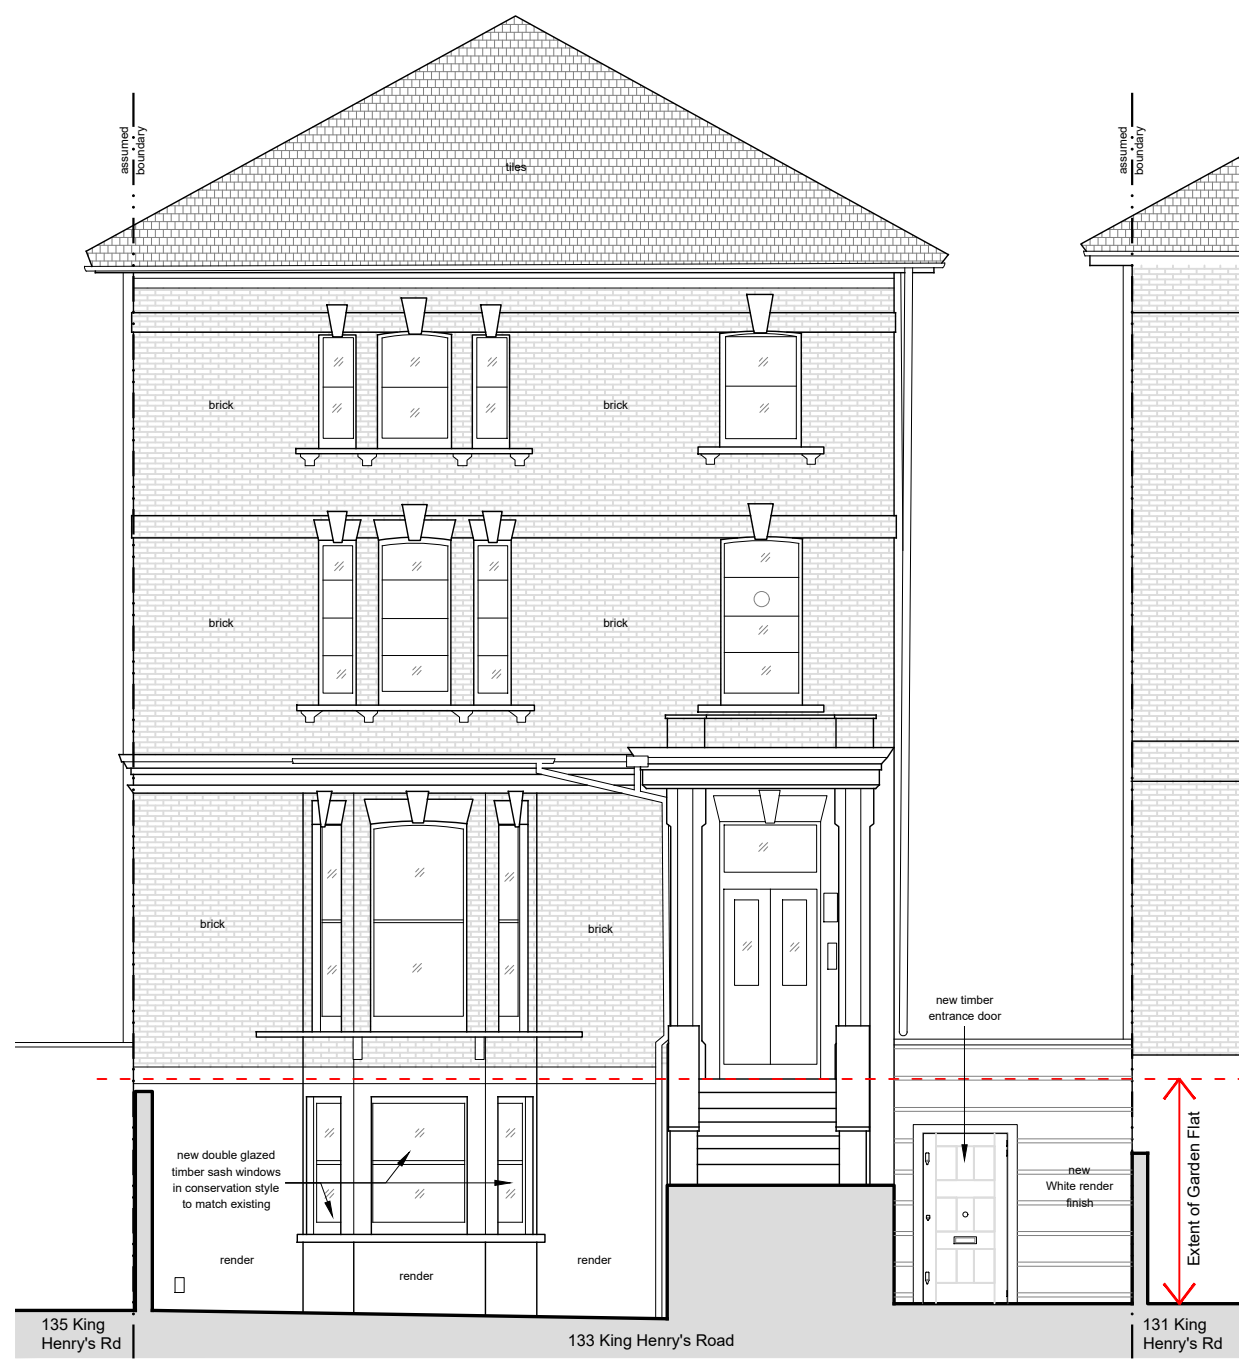 assumed
boundary
assumed
boundary
tiles
brick
brick
brick
brick
brick
brick
new timber
entrance door
new double glazed
timber sash windows
in conservation style
to match existing
new
White render
finish
Extent of Garden Flat
render
render
render
135 King
Henry's Rd
133 King Henry's Road
131 King
Henry's Rd